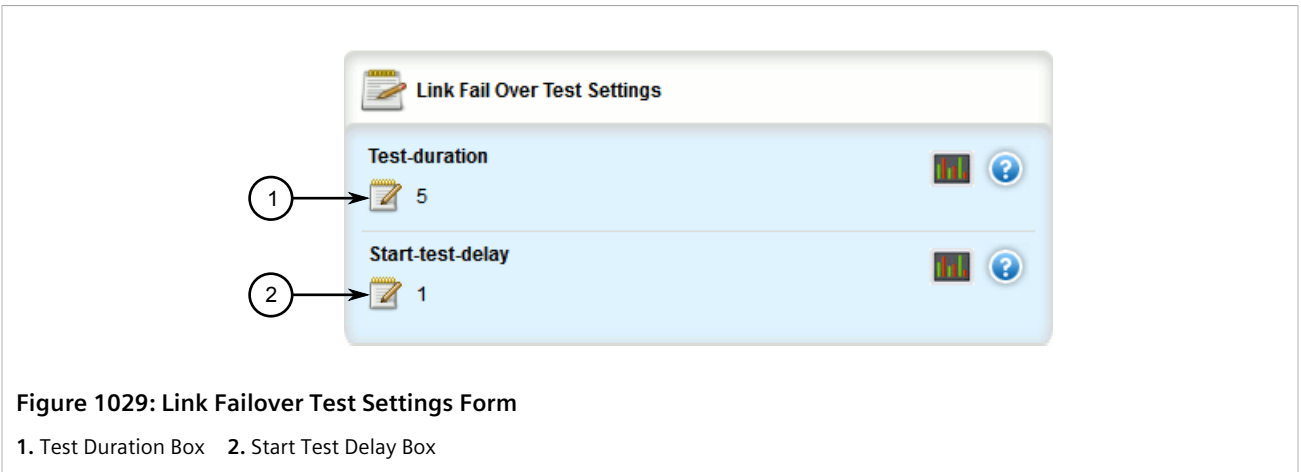 Link Fail Over Test Settings
Test-duration
1
5
Start-test-delay
2
1
Figure 1029: Link Failover Test Settings Form
1. Test Duration Box 2. Start Test Delay Box